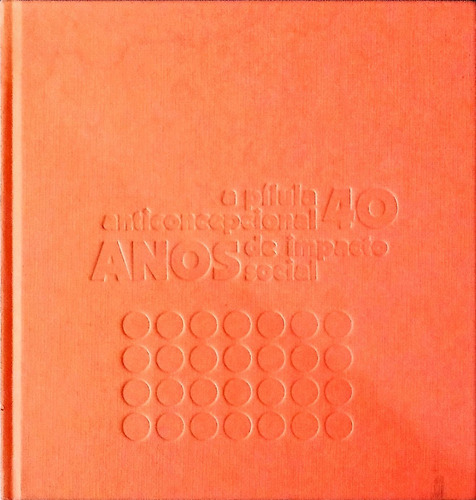 a pílula
anticoncepcional 40
ANOS de impacto
social